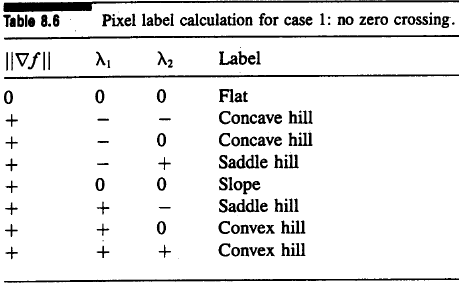 Table 8.6 Pixel label calculation for case 1: no zero crossing.
||∇f|| λ₁ λ₂ Label
0 0 0 Flat
+ − − Concave hill
+ − 0 Concave hill
+ − + Saddle hill
+ 0 0 Slope
+ + − Saddle hill
+ + 0 Convex hill
+ + + Convex hill